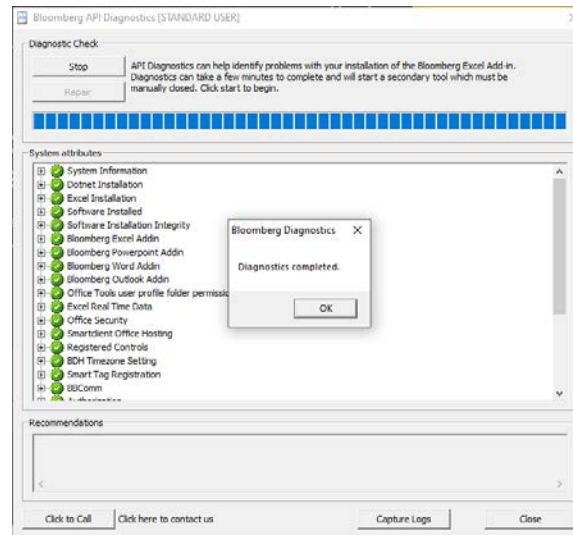 Bloomberg API Diagnostics [STANDARD USER]
Diagnostic Check
Stop
API Diagnostics can help identify problems with your installation of the Bloomberg Excel Add-in.
Diagnostics can take a few minutes to complete and will start a secondary tool which must be
Repair
manually closed. Click start to begin.
System attributes
System Information
Dotnet Installation
Excel Installation
Software Installed
Software Installation Integrity
Bloomberg Excel Addin
Bloomberg Powerpoint Addin
Bloomberg Word Addin
Bloomberg Outlook Addin
Office Tools user profile folder permissio
Excel Real Time Data
Office Security
Smartclient Office Hosting
Registered Controls
BDH Timezone Setting
Smart Tag Registration
BBComm
Authorization
Bloomberg Diagnostics
Diagnostics completed.
OK
Recommendations
Click to Call
Click here to contact us
Capture Logs
Close